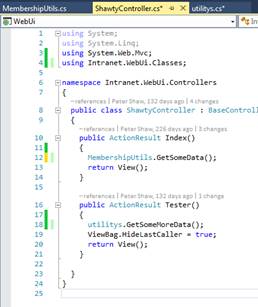 MembershipUtils.cs ShawtyController.cs* utilitys.cs*
WebUi
1 using System;
2 using System.Linq;
3 using System.Web.Mvc;
4 using Intranet.WebUi.Classes;
5
6 namespace Intranet.WebUi.Controllers
7 {
-references | Peter Shaw, 132 days ago | 4 changes
8 public class ShawtyController : BaseControl
9 {
-references | Peter Shaw, 226 days ago | 3 changes
10 public ActionResult Index()
11 {
12 MembershipUtils.GetSomeData();
13 return View();
14 }
15
-references | Peter Shaw, 132 days ago | 1 change
16 public ActionResult Tester()
17 {
18 utilitys.GetSomeMoreData();
19 ViewBag.HideLastCaller = true;
20 return View();
21 }
22
23 }
24 }
25